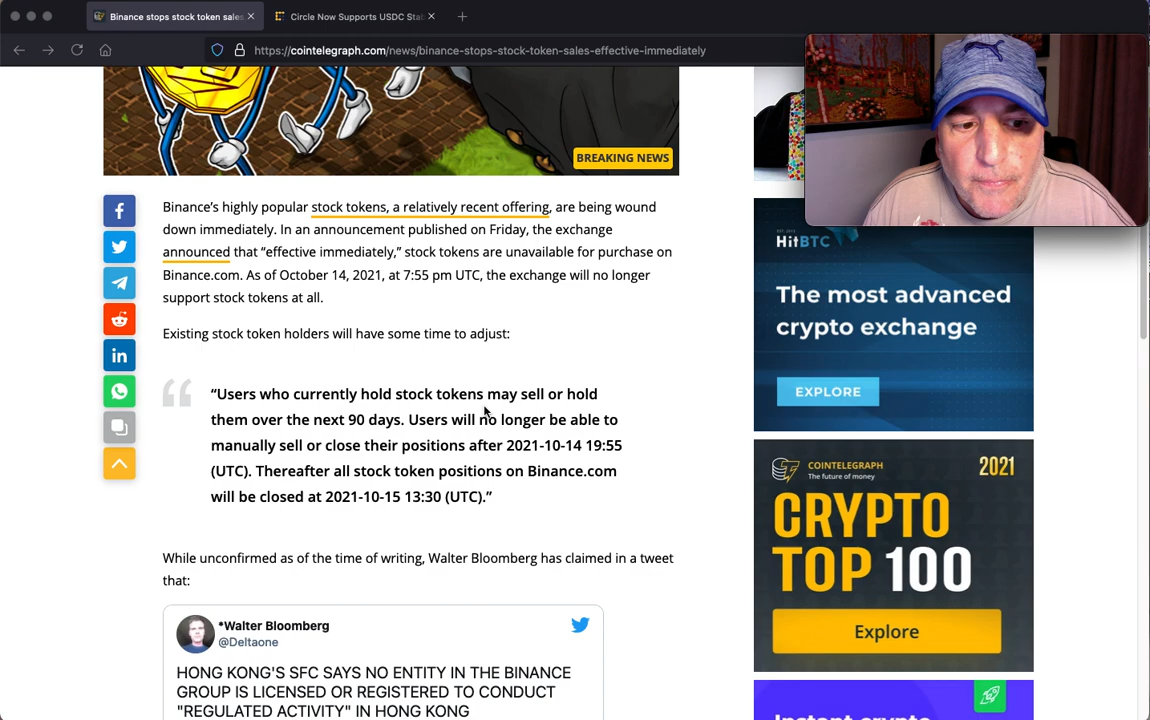 Binance stops stock token sales
Circle Now Supports USDC Stab
https://cointelegraph.com/news/binance-stops-stock-token-sales-effective-immediately
BREAKING NEWS
Binance’s highly popular stock tokens, a relatively recent offering, are being wound
down immediately. In an announcement published on Friday, the exchange
announced that “effective immediately,” stock tokens are unavailable for purchase on
Binance.com. As of October 14, 2021, at 7:55 pm UTC, the exchange will no longer
support stock tokens at all.
Existing stock token holders will have some time to adjust:
“Users who currently hold stock tokens may sell or hold
them over the next 90 days. Users will no longer be able to
manually sell or close their positions after 2021-10-14 19:55
(UTC). Thereafter all stock token positions on Binance.com
will be closed at 2021-10-15 13:30 (UTC).”
While unconfirmed as of the time of writing, Walter Bloomberg has claimed in a tweet
that:
*Walter Bloomberg
@Deltaone
HONG KONG'S SFC SAYS NO ENTITY IN THE BINANCE
GROUP IS LICENSED OR REGISTERED TO CONDUCT
"REGULATED ACTIVITY" IN HONG KONG
HitBTC
The most advanced
crypto exchange
EXPLORE
COINTELEGRAPH
The future of money
2021
CRYPTO
TOP 100
Explore
Instant crypto